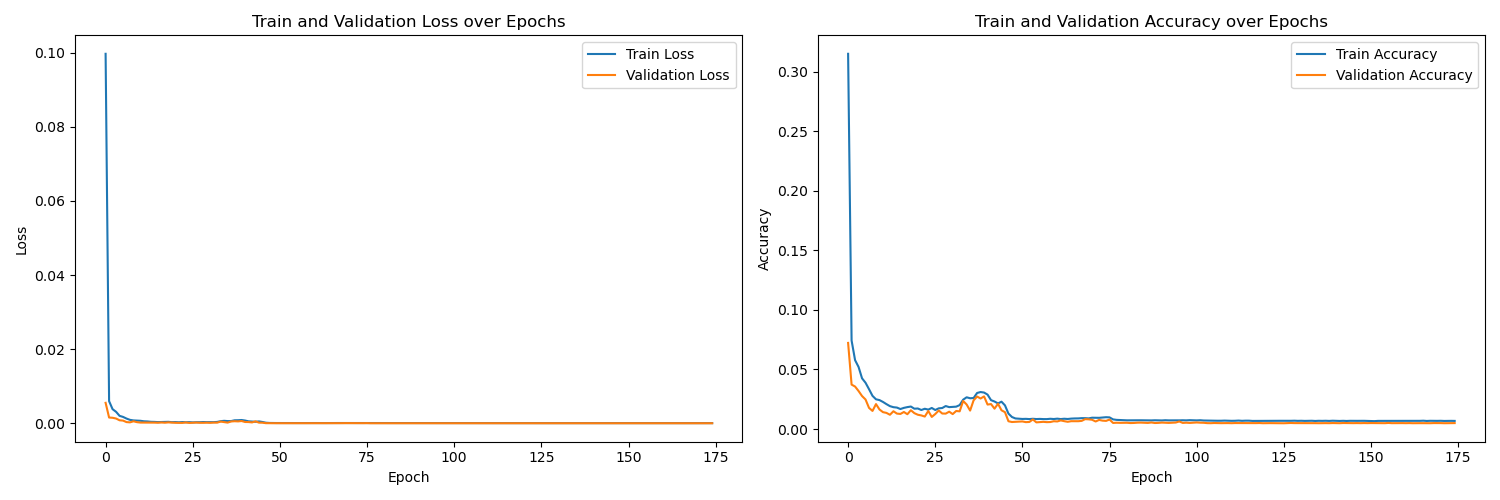 Train and Validation Loss over Epochs
0.10
0.08
0.06
0.04
0.02
0.00
Loss
Train Loss
Validation Loss
0 25 50 75 100 125 150 175
Epoch
Train and Validation Accuracy over Epochs
0.30
0.25
0.20
0.15
0.10
0.05
0.00
Accuracy
Train Accuracy
Validation Accuracy
0 25 50 75 100 125 150 175
Epoch